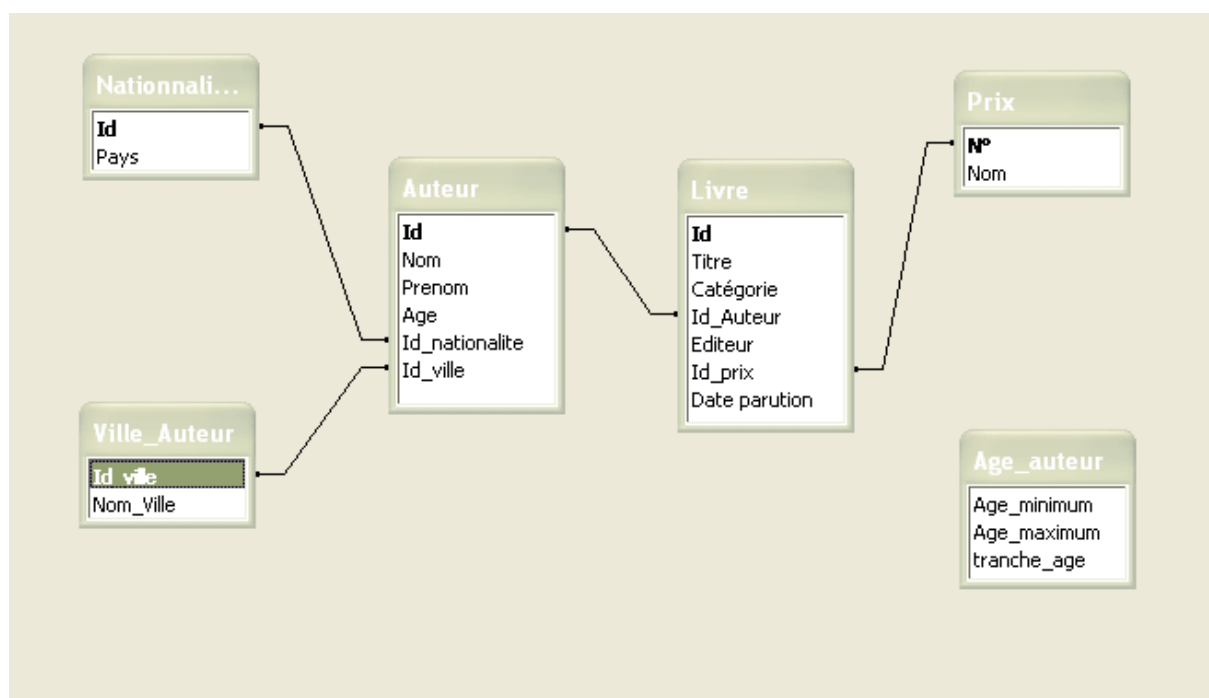 Nationnali...
Id
Pays
Auteur
Id
Nom
Prenom
Age
Id_nationalite
Id_ville
Livre
Id
Titre
Catégorie
Id_Auteur
Editeur
Id_prix
Date parution
Prix
N°
Nom
Ville_Auteur
Id_ville
Nom_Ville
Age_auteur
Age_minimum
Age_maximum
tranche_age